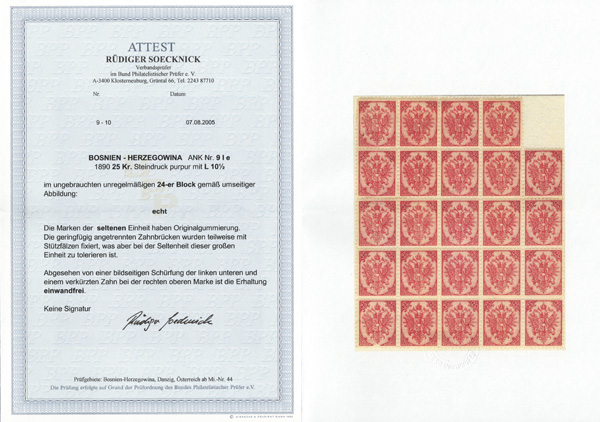 ATTEST
RÜDIGER SOECKNICK
Verbandsprüfer
im Bund Philatelistischer Prüfer e. V.
A-3400 Klosterneuburg, Grüntal 66, Tel. 2243 87710
Nr. Datum
9 - 10 07.08.2005
BOSNIEN - HERZEGOWINA ANK Nr. 9 I e
1890 25 Kr. Steindruck purpur mit L 10½
im ungebrauchten unregelmäßigen 24-er Block gemäß umseitiger
Abbildung:
echt
Die Marken der seltenen Einheit haben Originalgummierung.
Die geringfügig angetrennten Zahnbrücken wurden teilweise mit
Stützfälzen fixiert, was aber bei der Seltenheit dieser großen
Einheit zu tolerieren ist.
Abgesehen von einer bildseitigen Schürfung der linken unteren und
einem verkürzten Zahn bei der rechten oberen Marke ist die Erhaltung
einwandfrei.
Keine Signatur
Rüdiger Soecknick
Prüfgebiete: Bosnien-Herzegowina, Danzig, Österreich ab Mi.-Nr. 44
Die Prüfung erfolgte auf Grund der Prüfordnung des Bundes Philatelistischer Prüfer e.V.